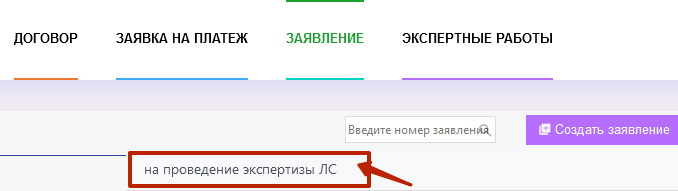 ДОГОВОР ЗАЯВКА НА ПЛАТЕЖ ЗАЯВЛЕНИЕ ЭКСПЕРТНЫЕ РАБОТЫ
Введите номер заявления Создать заявление
на проведение экспертизы ЛС